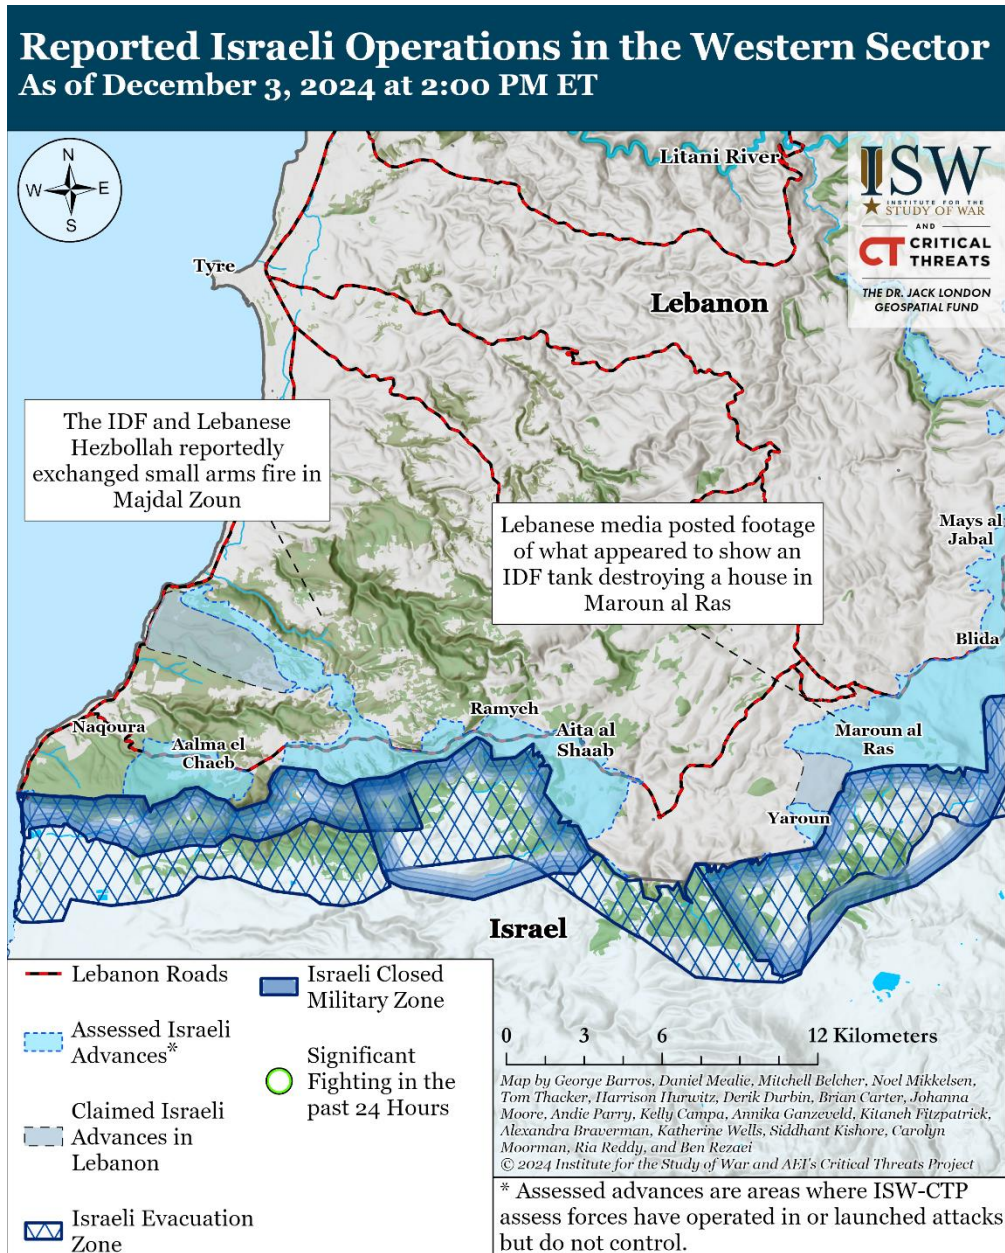 Reported Israeli Operations in the Western Sector
As of December 3, 2024 at 2:00 PM ET
N
W E
S
Litani River
ISW
INSTITUTE FOR THE
STUDY OF WAR
AND
CT CRITICAL
THREATS
THE DR. JACK LONDON
GEOSPATIAL FUND
Tyre
Lebanon
The IDF and Lebanese
Hezbollah reportedly
exchanged small arms fire in
Majdal Zoun
Lebanese media posted footage
of what appeared to show an
IDF tank destroying a house in
Maroun al Ras
Mays al
Jabal
Blida
Naqoura
Aalma el
Chaeb
Ramyeh
Aita al
Shaab
Maroun al
Ras
Yaroun
Israel
Lebanon Roads
Assessed Israeli
Advances*
Claimed Israeli
Advances in
Lebanon
Israeli Evacuation
Zone
Israeli Closed
Military Zone
Significant
Fighting in the
past 24 Hours
0 3 6 12 Kilometers
Map by George Barros, Daniel Mealie, Mitchell Belcher, Noel Mikkelsen,
Tom Thacker, Harrison Hurwitz, Derik Durbin, Brian Carter, Johanna
Moore, Andie Parry, Kelly Campa, Annika Ganzeveld, Kitaneh Fitzpatrick,
Alexandra Braverman, Katherine Wells, Siddhant Kishore, Carolyn
Moorman, Ria Reddy, and Ben Rezaei
© 2024 Institute for the Study of War and AEI's Critical Threats Project
* Assessed advances are areas where ISW-CTP
assess forces have operated in or launched attacks
but do not control.